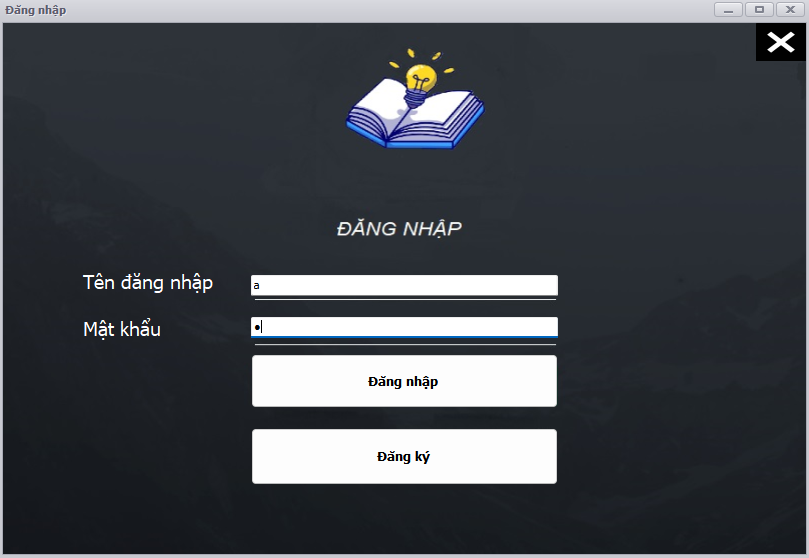 Đăng nhập
ĐĂNG NHẬP
Tên đăng nhập
a
Mật khẩu
●
Đăng nhập
Đăng ký